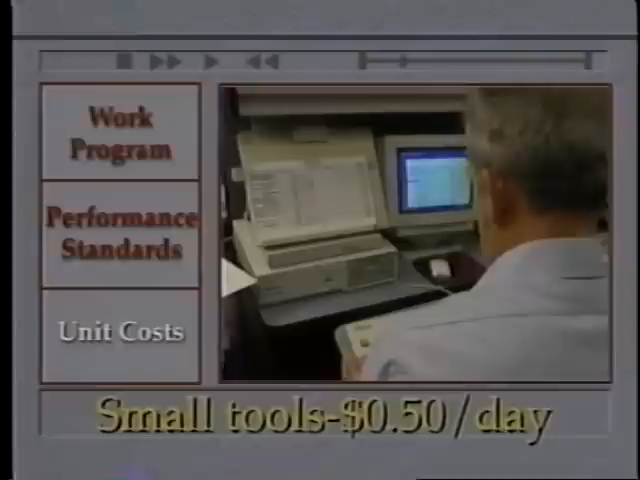 Work
Program
Performance
Standards
Unit Costs
Small tools-$0.50/day